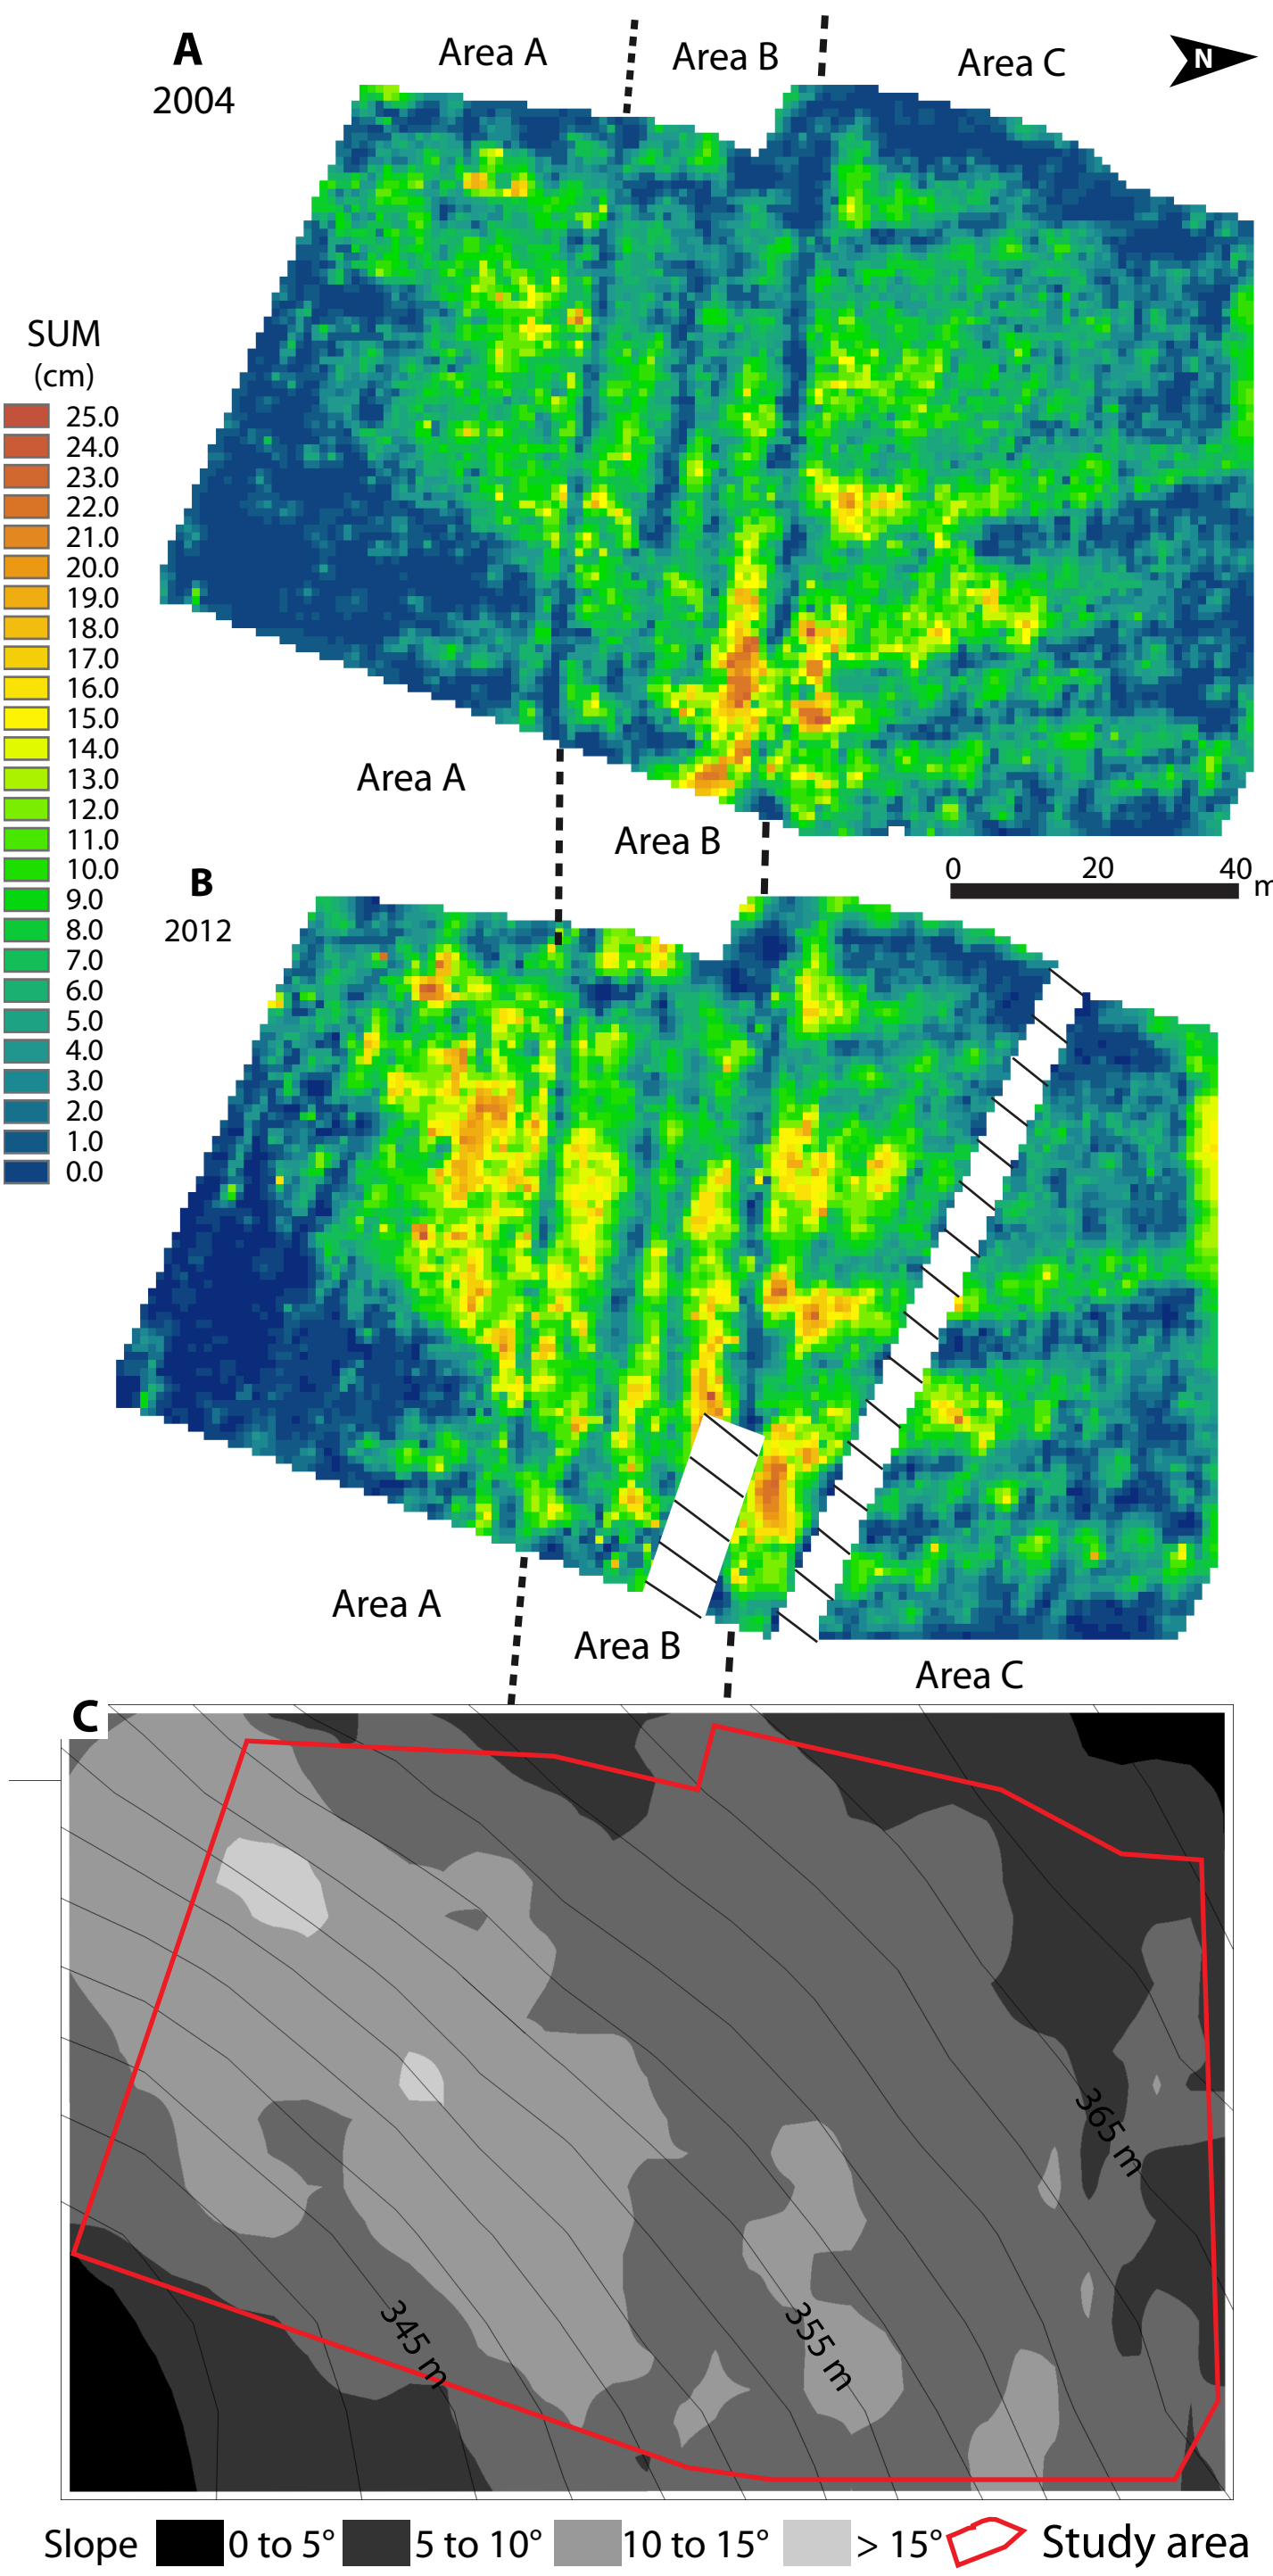 A
2004
Area A
Area B
Area C
N
SUM
(cm)
25.0
24.0
23.0
22.0
21.0
20.0
19.0
18.0
17.0
16.0
15.0
14.0
13.0
12.0
11.0
10.0
9.0
8.0
7.0
6.0
5.0
4.0
3.0
2.0
1.0
0.0
Area A
Area B
0 20 40
m
B
2012
Area A
Area B
Area C
C
365 m
345 m
355 m
Slope 0 to 5° 5 to 10° 10 to 15° > 15° Study area